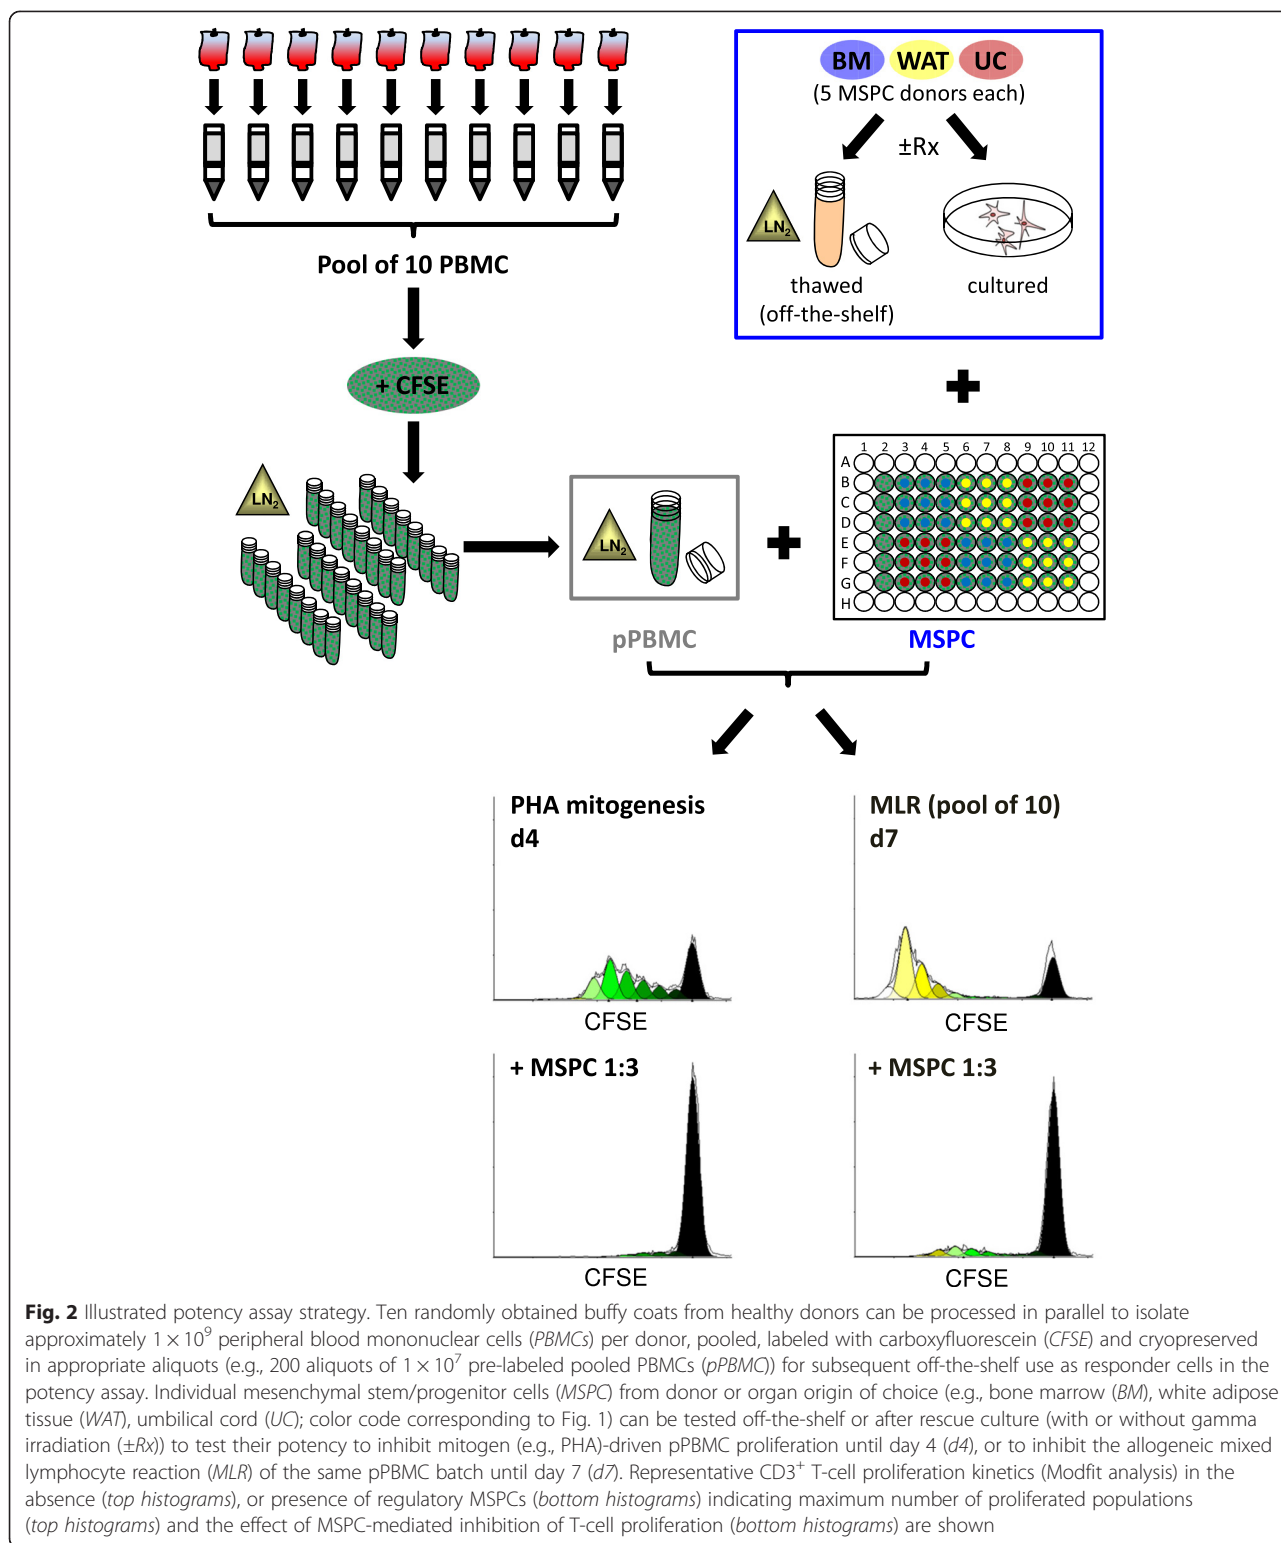 BM WAT UC
(5 MSPC donors each)
±Rx
LN2
thawed
(off-the-shelf)
cultured
Pool of 10 PBMC
+ CFSE
LN2
LN2
pPBMC
1 2 3 4 5 6 7 8 9 10 11 12
A
B
C
D
E
F
G
H
MSPC
PHA mitogenesis
d4
CFSE
MLR (pool of 10)
d7
CFSE
+ MSPC 1:3
CFSE
+ MSPC 1:3
CFSE
Fig. 2 Illustrated potency assay strategy. Ten randomly obtained buffy coats from healthy donors can be processed in parallel to isolate
approximately 1 × 10⁹ peripheral blood mononuclear cells (PBMCs) per donor, pooled, labeled with carboxyfluorescein (CFSE) and cryopreserved
in appropriate aliquots (e.g., 200 aliquots of 1 × 10⁷ pre-labeled pooled PBMCs (pPBMC)) for subsequent off-the-shelf use as responder cells in the
potency assay. Individual mesenchymal stem/progenitor cells (MSPC) from donor or organ origin of choice (e.g., bone marrow (BM), white adipose
tissue (WAT), umbilical cord (UC); color code corresponding to Fig. 1) can be tested off-the-shelf or after rescue culture (with or without gamma
irradiation (±Rx)) to test their potency to inhibit mitogen (e.g., PHA)-driven pPBMC proliferation until day 4 (d4), or to inhibit the allogeneic mixed
lymphocyte reaction (MLR) of the same pPBMC batch until day 7 (d7). Representative CD3⁺ T-cell proliferation kinetics (Modfit analysis) in the
absence (top histograms), or presence of regulatory MSPCs (bottom histograms) indicating maximum number of proliferated populations
(top histograms) and the effect of MSPC-mediated inhibition of T-cell proliferation (bottom histograms) are shown